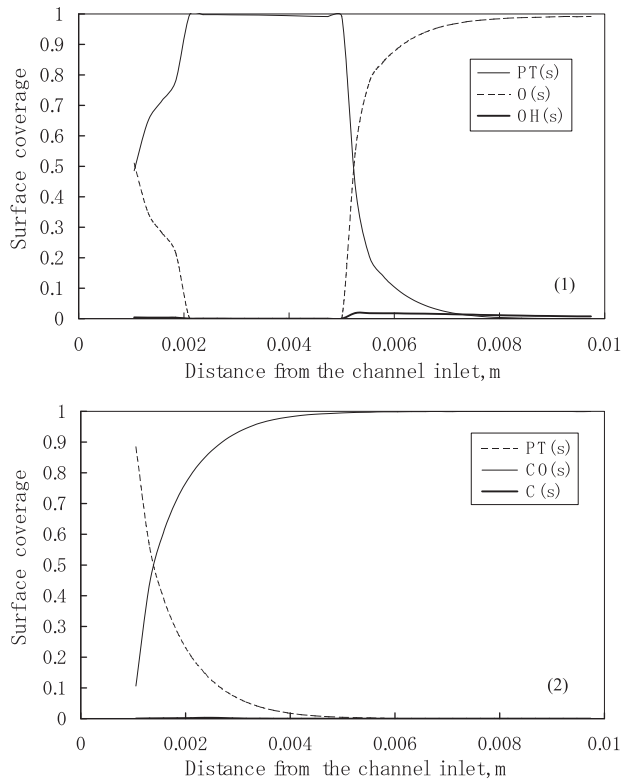 1
0.9
0.8
0.7
0.6
0.5
0.4
0.3
0.2
0.1
0
Surface coverage
PT(s)
O(s)
OH(s)
(1)
0 0.002 0.004 0.006 0.008 0.01
Distance from the channel inlet,m
1
0.9
0.8
0.7
0.6
0.5
0.4
0.3
0.2
0.1
0
Surface coverage
PT(s)
CO(s)
C(s)
(2)
0 0.002 0.004 0.006 0.008 0.01
Distance from the channel inlet,m